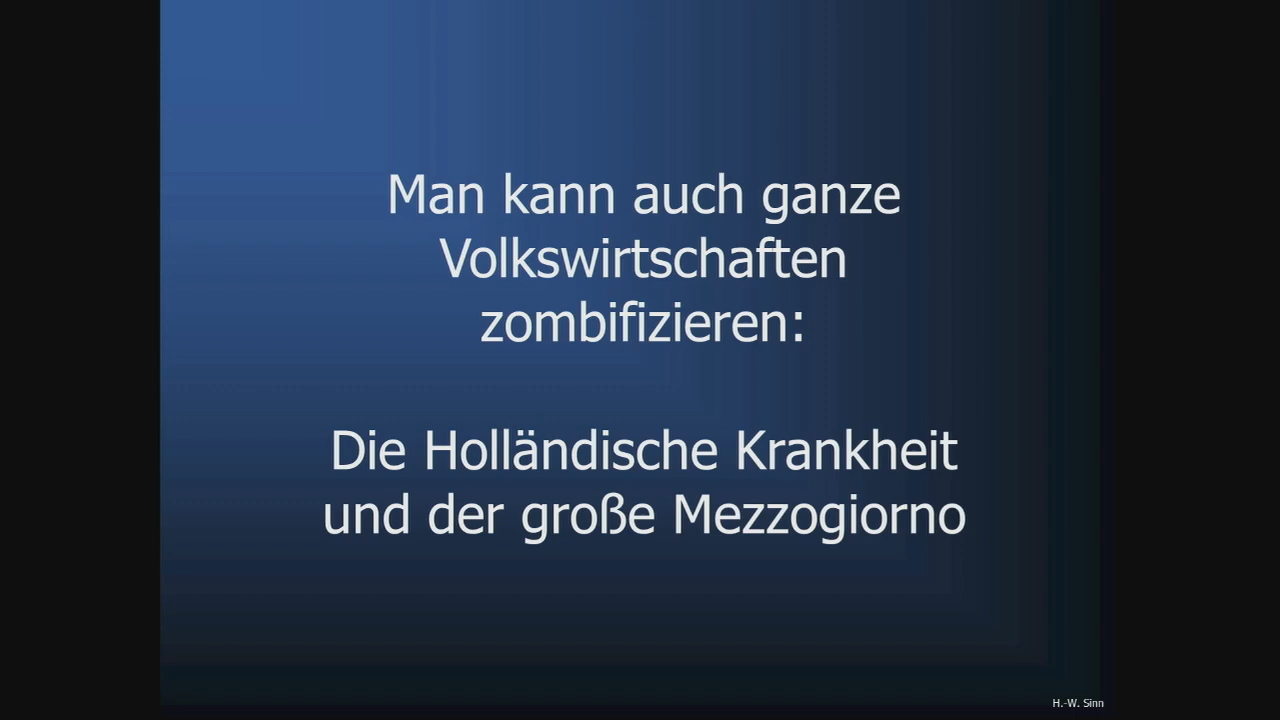 Man kann auch ganze
Volkswirtschaften
zombifizieren:
Die Holländische Krankheit
und der große Mezzogiorno
H.-W. Sinn